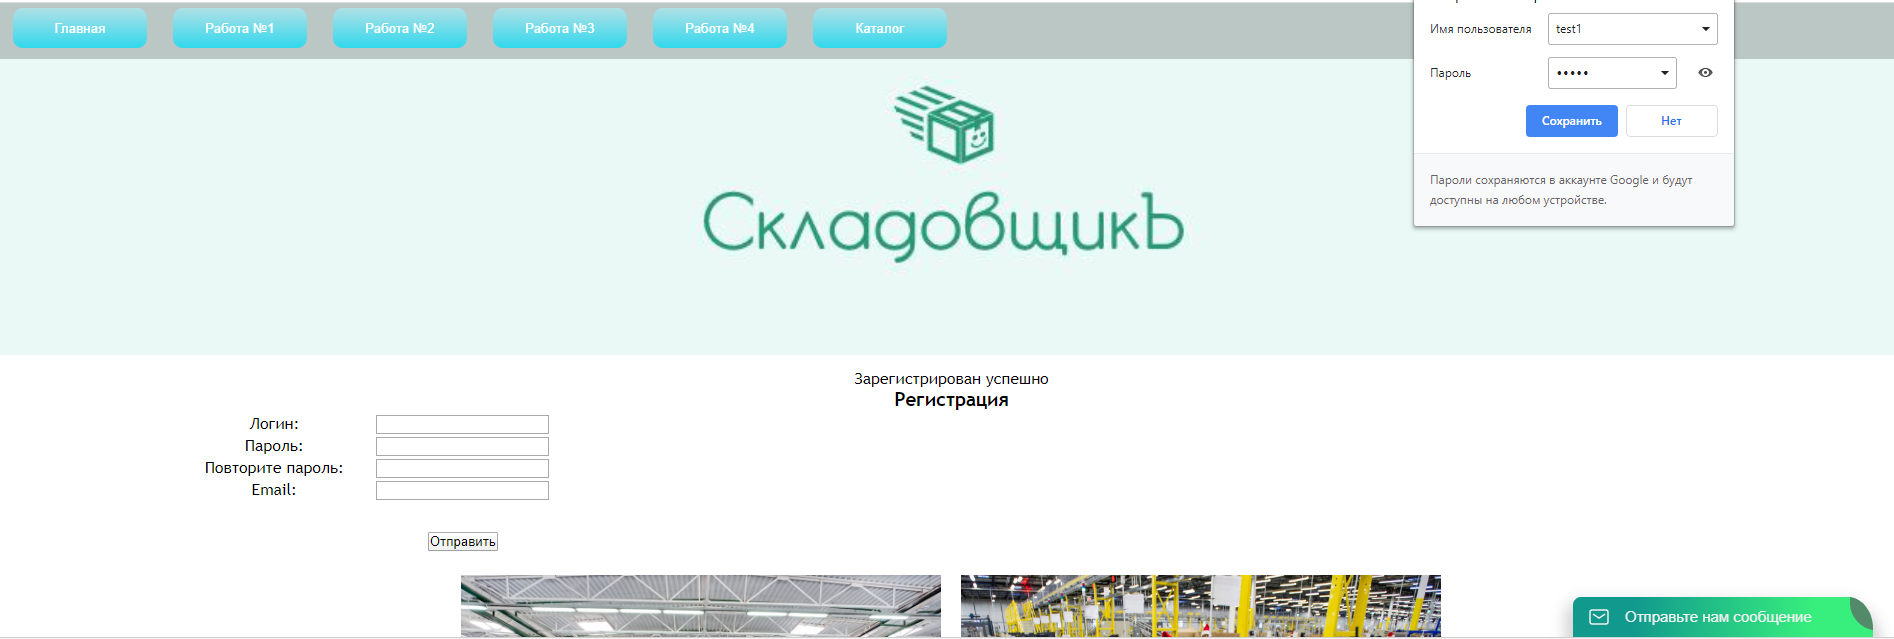 Главная
Работа №1
Работа №2
Работа №3
Работа №4
Каталог
Имя пользователя
test1
Пароль
•••••
Сохранить
Нет
Пароли сохраняются в аккаунте Google и будут
доступны на любом устройстве.
СкладовщикЪ
Зарегистрирован успешно
Регистрация
Логин:
Пароль:
Повторите пароль:
Email:
Отправить
Отправьте нам сообщение